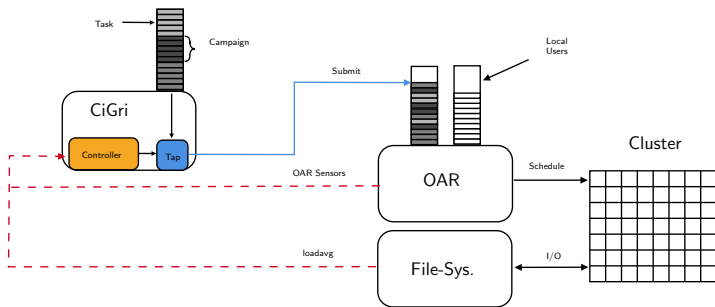 Task
Campaign
Local
Users
Submit
CiGri
Controller
Tap
Cluster
OAR Sensors
OAR
Schedule
loadavg
File-Sys.
I/O